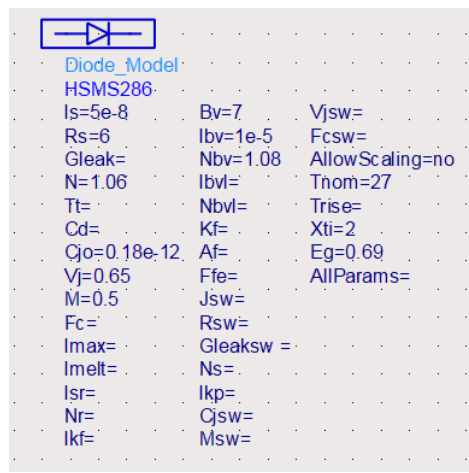 Diode_Model
HSMS286
Is=5e-8
Rs=6
Gleak=
N=1.06
Tt=
Cd=
Cjo=0.18e-12
Vj=0.65
M=0.5
Fc=
Imax=
Imelt=
Isr=
Nr=
Ikf=
Bv=7
Ibv=1e-5
Nbv=1.08
Ibvl=
Nbvl=
Kf=
Af=
Ffe=
Jsw=
Rsw=
Gleaksw =
Ns=
Ikp=
Cjsw=
Msw=
Vjsw=
Fcsw=
AllowScaling=no
Tnom=27
Trise=
Xti=2
Eg=0.69
AllParams=